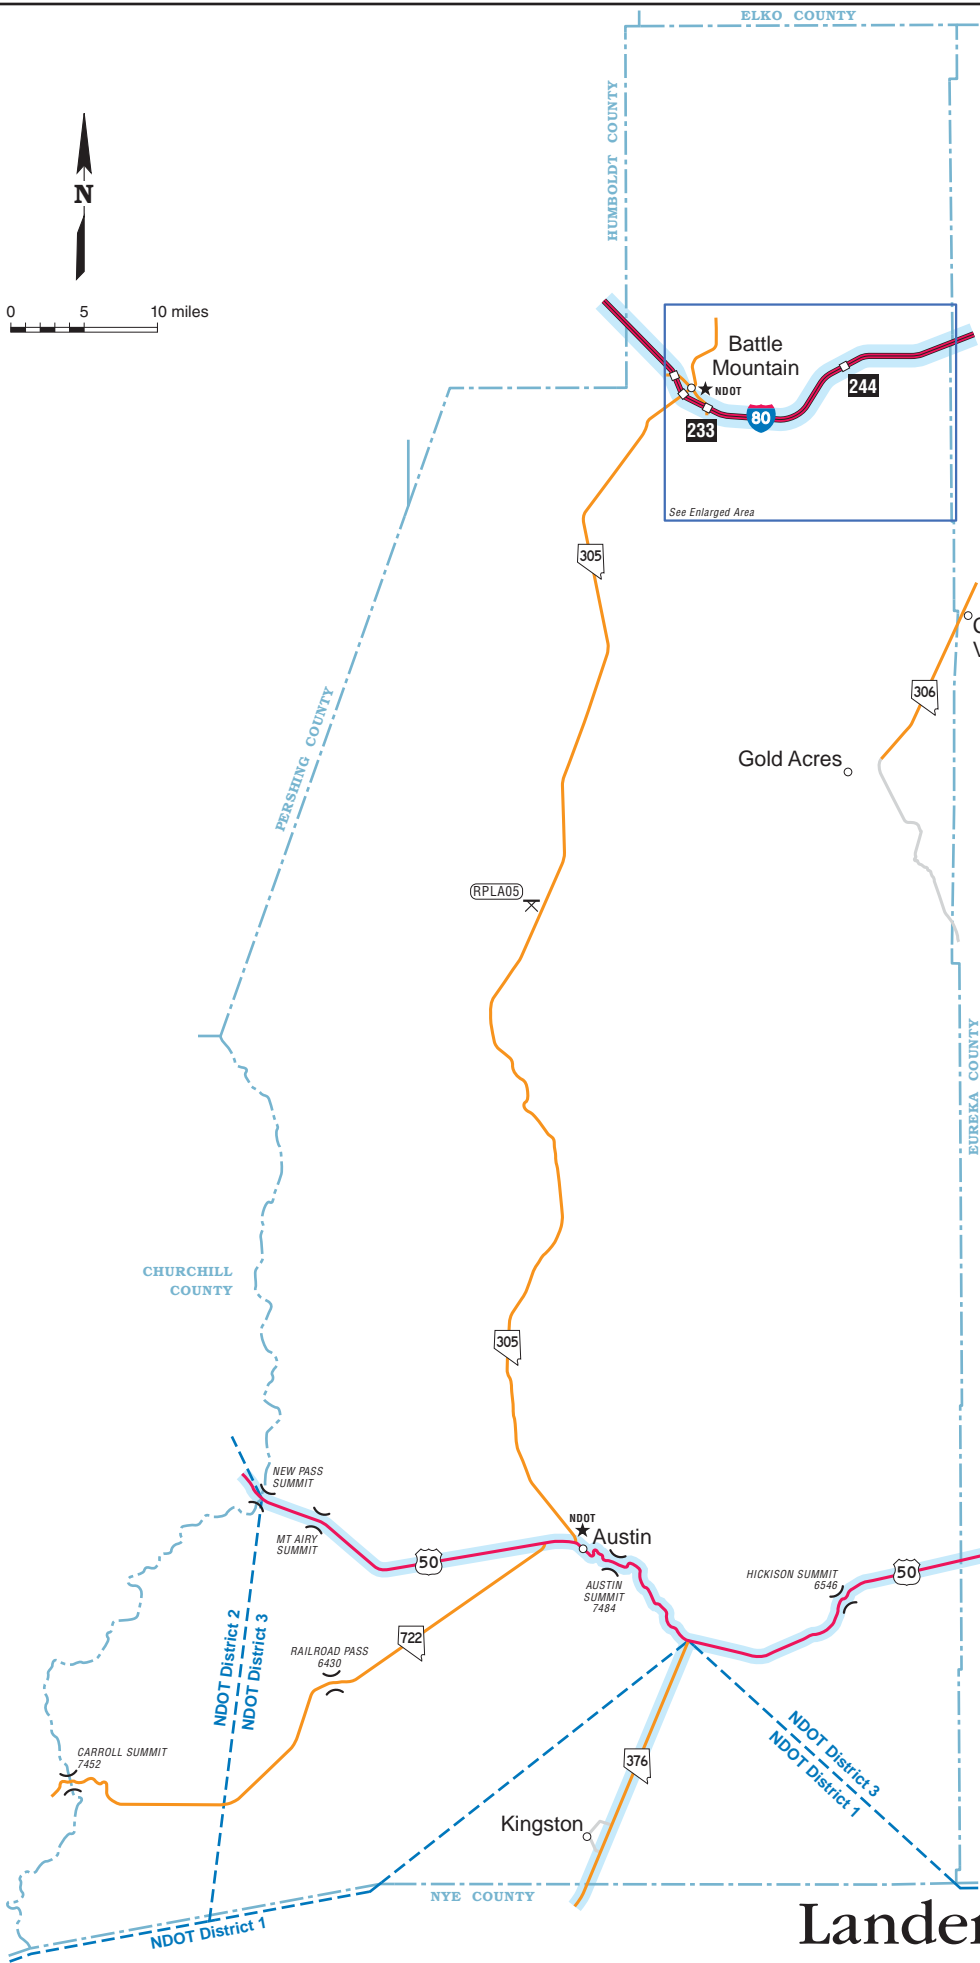 ELKO COUNTY
HUMBOLDT COUNTY
N
0 5 10 miles
Battle
Mountain
NDOT
244
233
80
See Enlarged Area
305
306
Gold Acres
PERSHING COUNTY
RPLA05
EUREKA COUNTY
CHURCHILL
COUNTY
305
NEW PASS
SUMMIT
MT AIRY
SUMMIT
NDOT
Austin
50
AUSTIN
SUMMIT
7484
HICKISON SUMMIT
6546
50
NDOT District 2
NDOT District 3
722
RAILROAD PASS
6430
CARROLL SUMMIT
7452
NDOT District 3
NDOT District 1
376
Kingston
NYE COUNTY
NDOT District 1
Lander